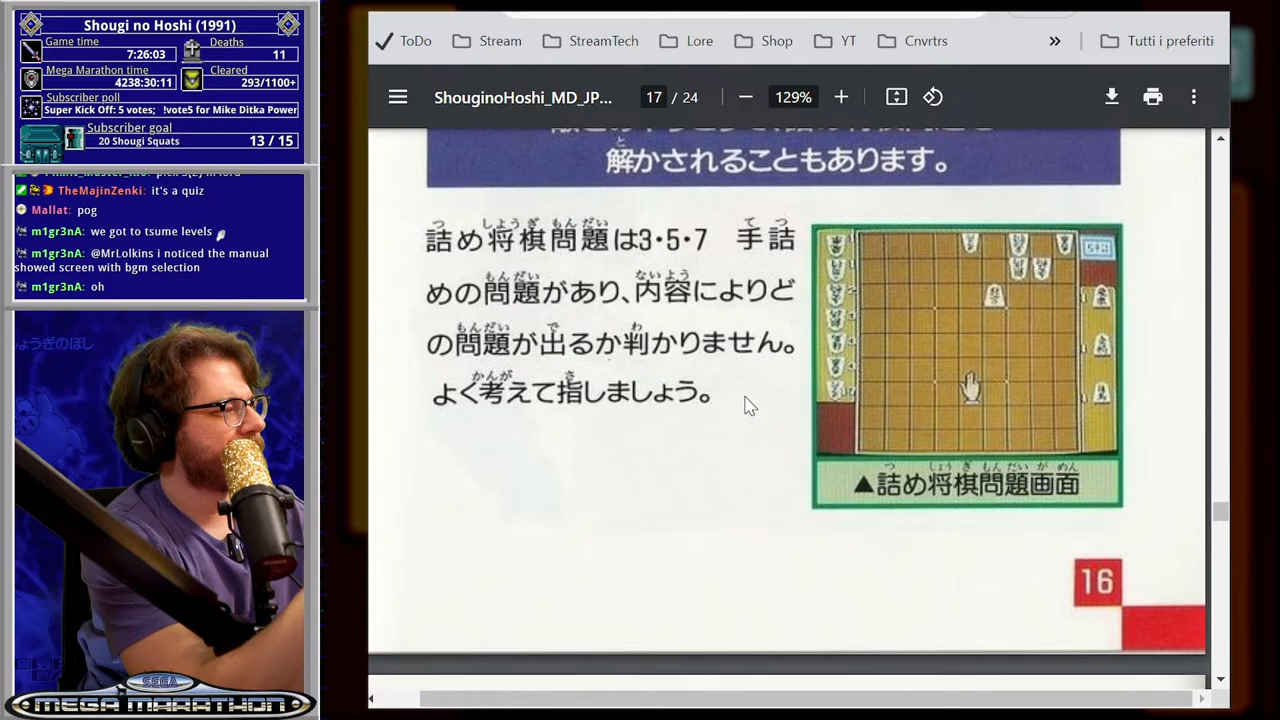 Shougi no Hoshi (1991)
Game time
7:26:03
Deaths
11
Mega Marathon time
4238:30:11
Cleared
293/1100+
Subscriber poll
Super Kick Off: 5 votes; !vote5 for Mike Ditka Power
Subscriber goal
20 Shougi Squats
13 / 15
TheMajinZenki: it's a quiz
Mallat: pog
m1gr3nA: we got to tsume levels
m1gr3nA: @MrLolkins i noticed the manual
showed screen with bgm selection
m1gr3nA: oh
しょうぎのほし
SEGA
MEGA MARATHON
ToDo
Stream
StreamTech
Lore
Shop
YT
Cnvrtrs
Tutti i preferiti
ShouginoHoshi_MD_JP...
17 / 24
129%
解かされることもあります。
詰め将棋問題は3・5・7 手詰
めの問題があり、内容によりど
の問題が出るか判かりません。
よく考えて指しましょう。
▲詰め将棋問題画面
16